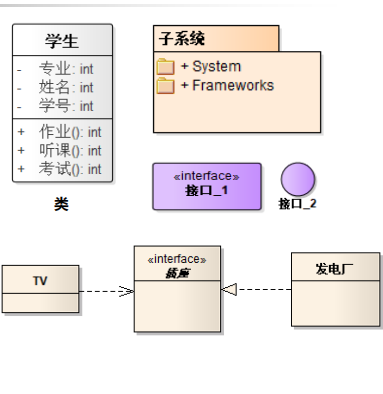 学生
- 专业: int
- 姓名: int
- 学号: int
+ 作业(): int
+ 听课(): int
+ 考试(): int
类
子系统
+ System
+ Frameworks
«interface»
接口_1
接口_2
TV
«interface»
插座
发电厂